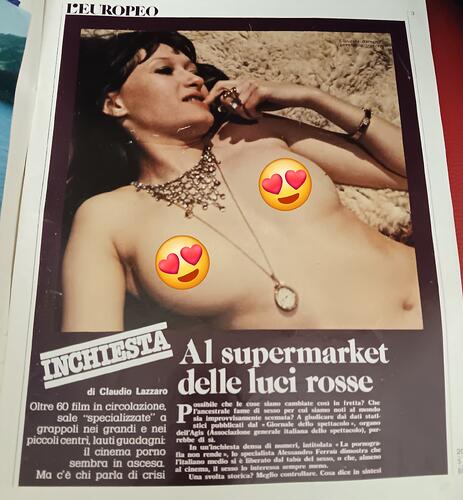 L'EUROPEO
INCHIESTA
Al supermarket
delle luci rosse
di Claudio Lazzaro
Oltre 60 film in circolazione,
sale "specializzate" a
grappoli nei grandi e nei
piccoli centri, lauti guadagni:
il cinema porno
sembra in ascesa.
Ma c'è chi parla di crisi
Possibile che le cose siano cambiate così in fretta? Che
l'ancestrale fame di sesso per cui siamo noti al mondo
sia improvvisamente scemata? A giudicare dai dati stati-
stici pubblicati dal «Giornale dello spettacolo», organo
dell'Agis (Associazione generale italiana dello spettacolo), pa-
rebbe di sì.
In un'inchiesta densa di numeri, intitolata «La pornogra-
fia non rende», lo specialista Alessandro Ferraù dimostra che
l'italiano medio si è liberato dal tabù del sesso, o che, almeno
al cinema, il sesso lo interessa sempre meno.
Una svolta storica? Meglio controllare. Cosa dice in sintesi